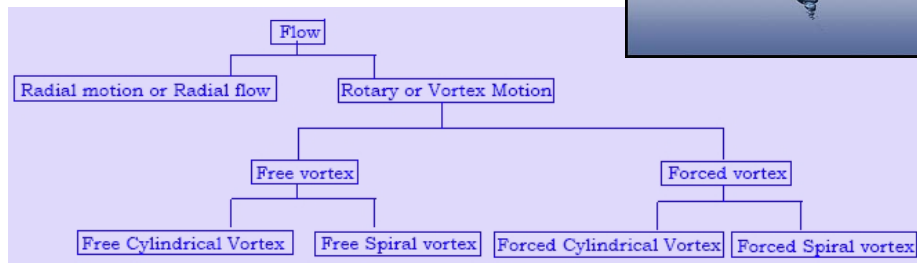 Flow
Radial motion or Radial flow
Rotary or Vortex Motion
Free vortex
Forced vortex
Free Cylindrical Vortex
Free Spiral vortex
Forced Cylindrical Vortex
Forced Spiral vortex